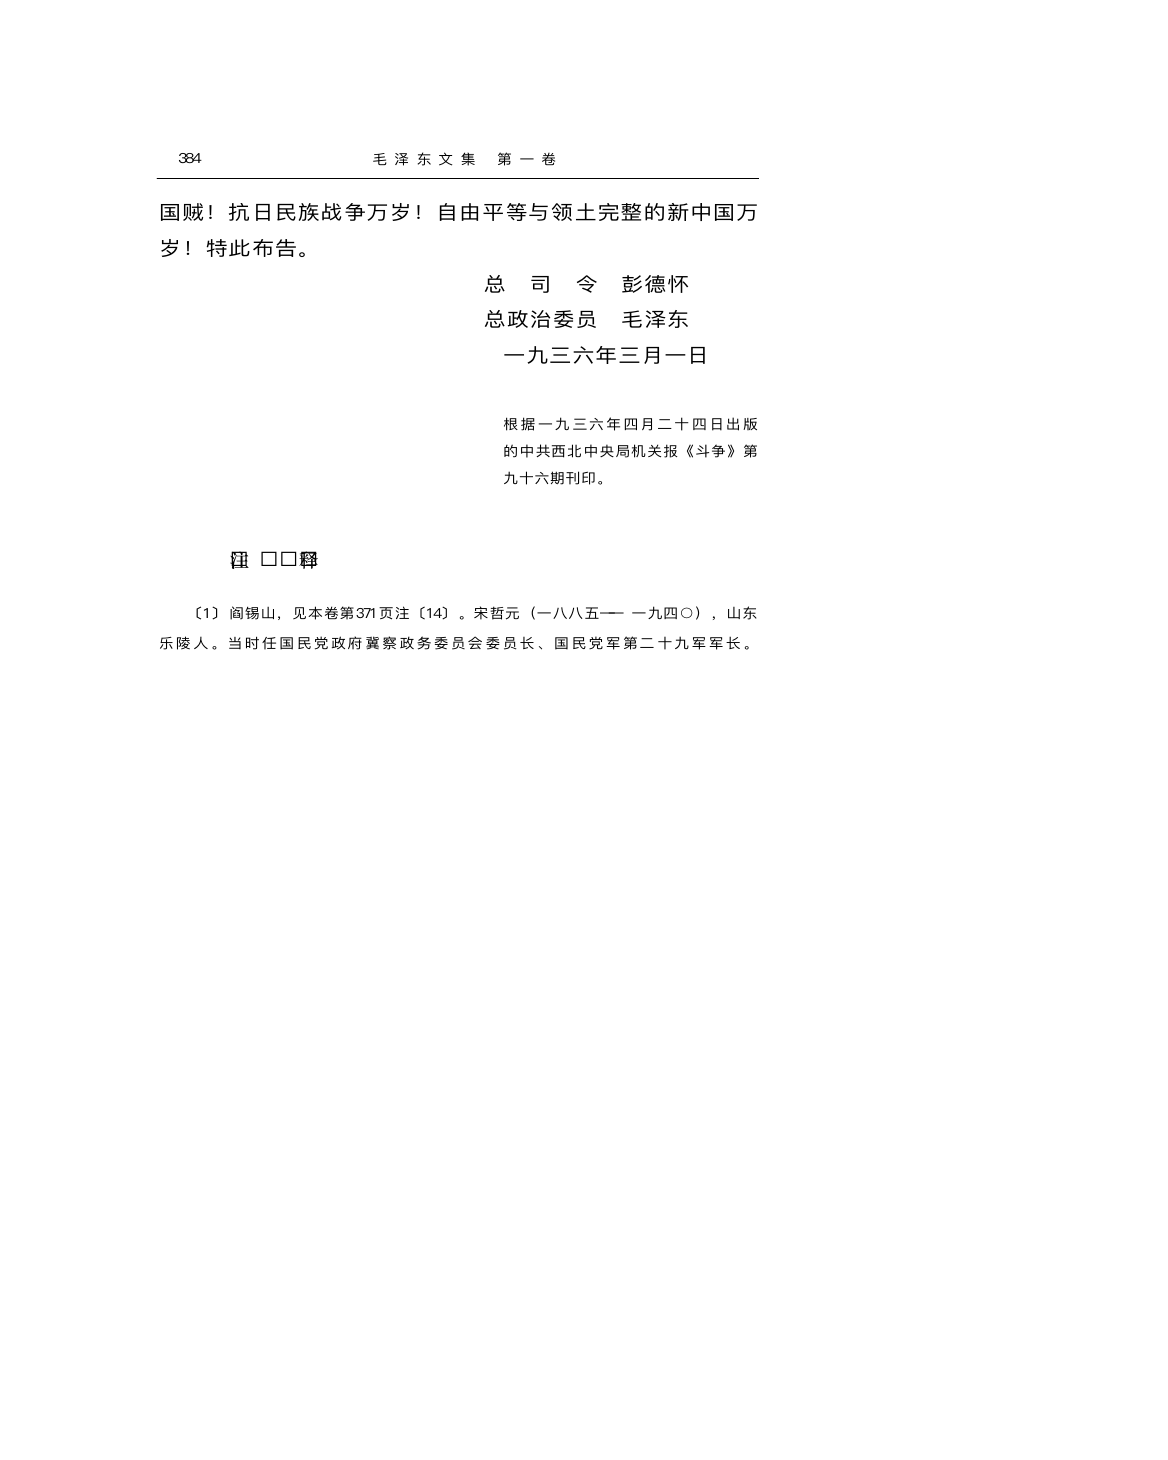 384 毛泽东文集 第一卷
国贼！抗日民族战争万岁！自由平等与领土完整的新中国万
岁！特此布告。
总 司 令 彭德怀
总政治委员 毛泽东
一九三六年三月一日
根据一九三六年四月二十四日出版
的中共西北中央局机关报《斗争》第
九十六期刊印。
注 □□释
〔1〕阎锡山，见本卷第371页注〔14〕。宋哲元（一八八五——一九四〇），山东
乐陵人。当时任国民党政府冀察政务委员会委员长、国民党军第二十九军军长。